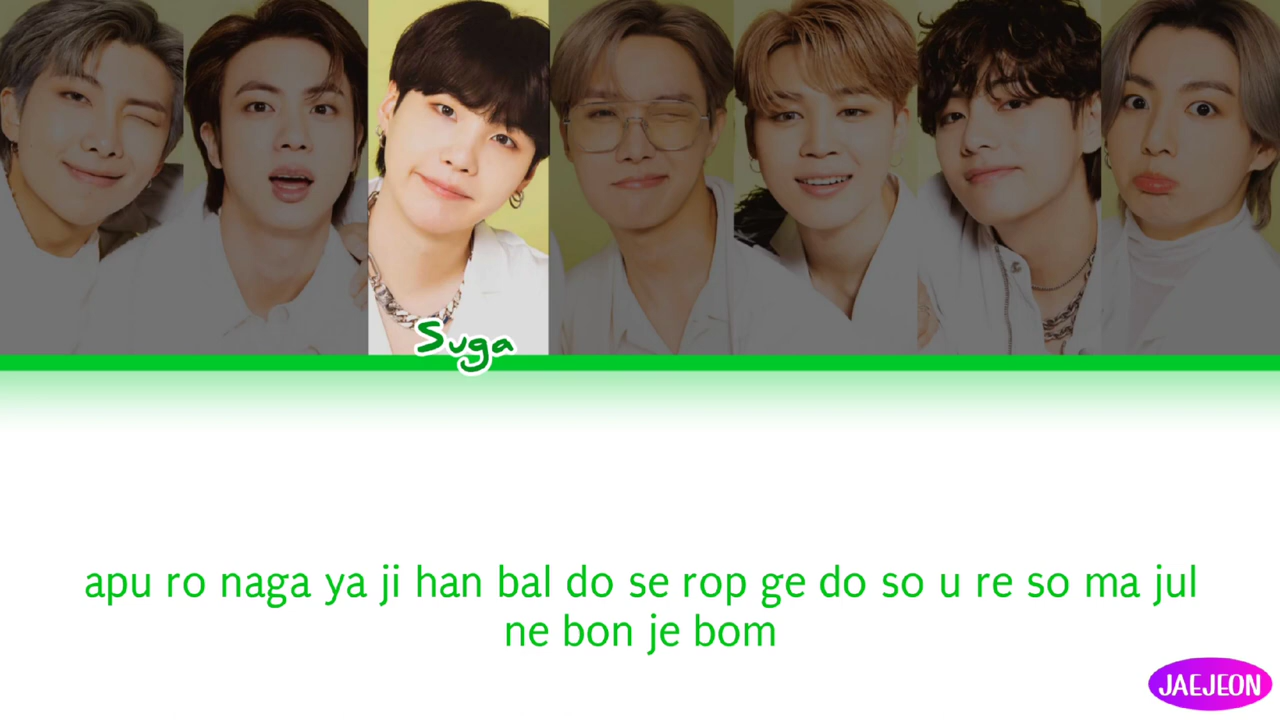 Suga
apu ro naga ya ji han bal do se rop ge do so u re so ma jul
ne bon je bom
JAEJEON